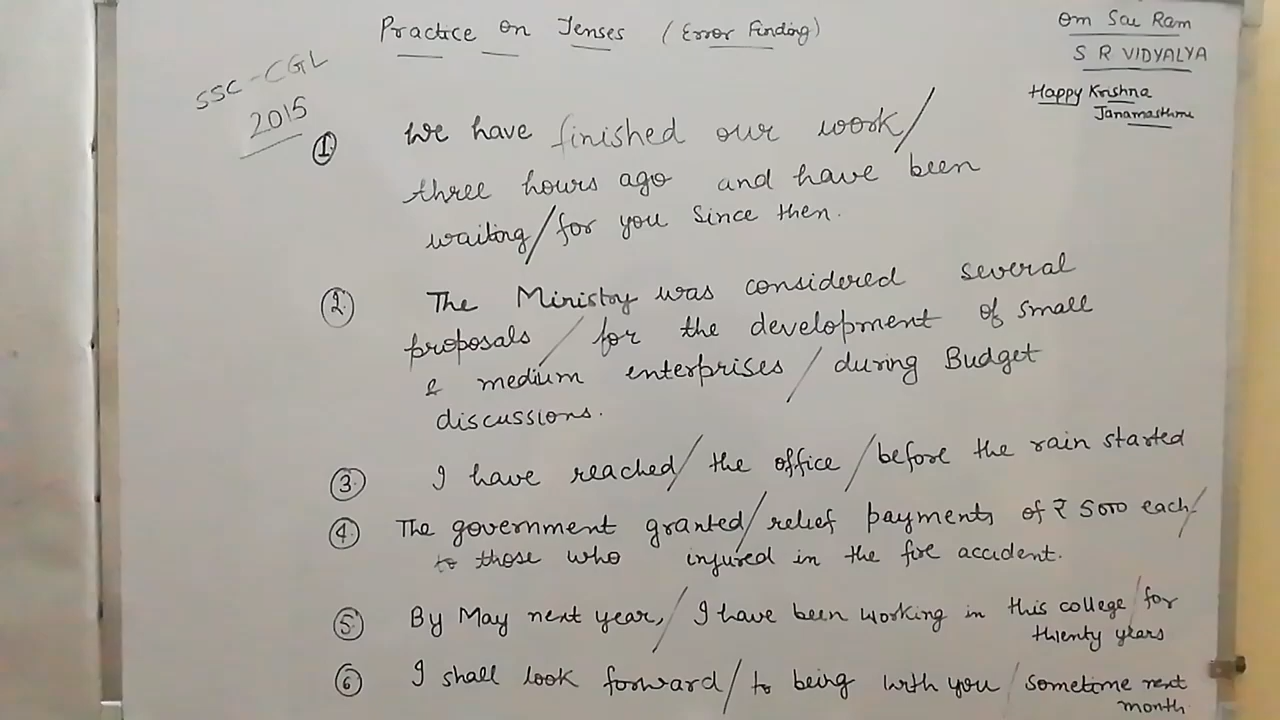 Practice on Tenses (Error Finding)
Om Sai Ram
S R VIDYALYA
Happy Krishna
Janamashtmi
SSC-CGL
2015
① We have finished our work/
three hours ago and have been
waiting/for you since then.
② The Ministry was considered several
proposals / for the development of small
& medium enterprises / during Budget
discussions.
③ I have reached/ the office /before the rain started
④ The government granted/ relief payments of ₹ 5000 each/
to those who injured in the fire accident.
⑤ By May next year, / I have been working in this college/ for
thienty years
⑥ I shall look forward/ to being with you / sometime next
month.